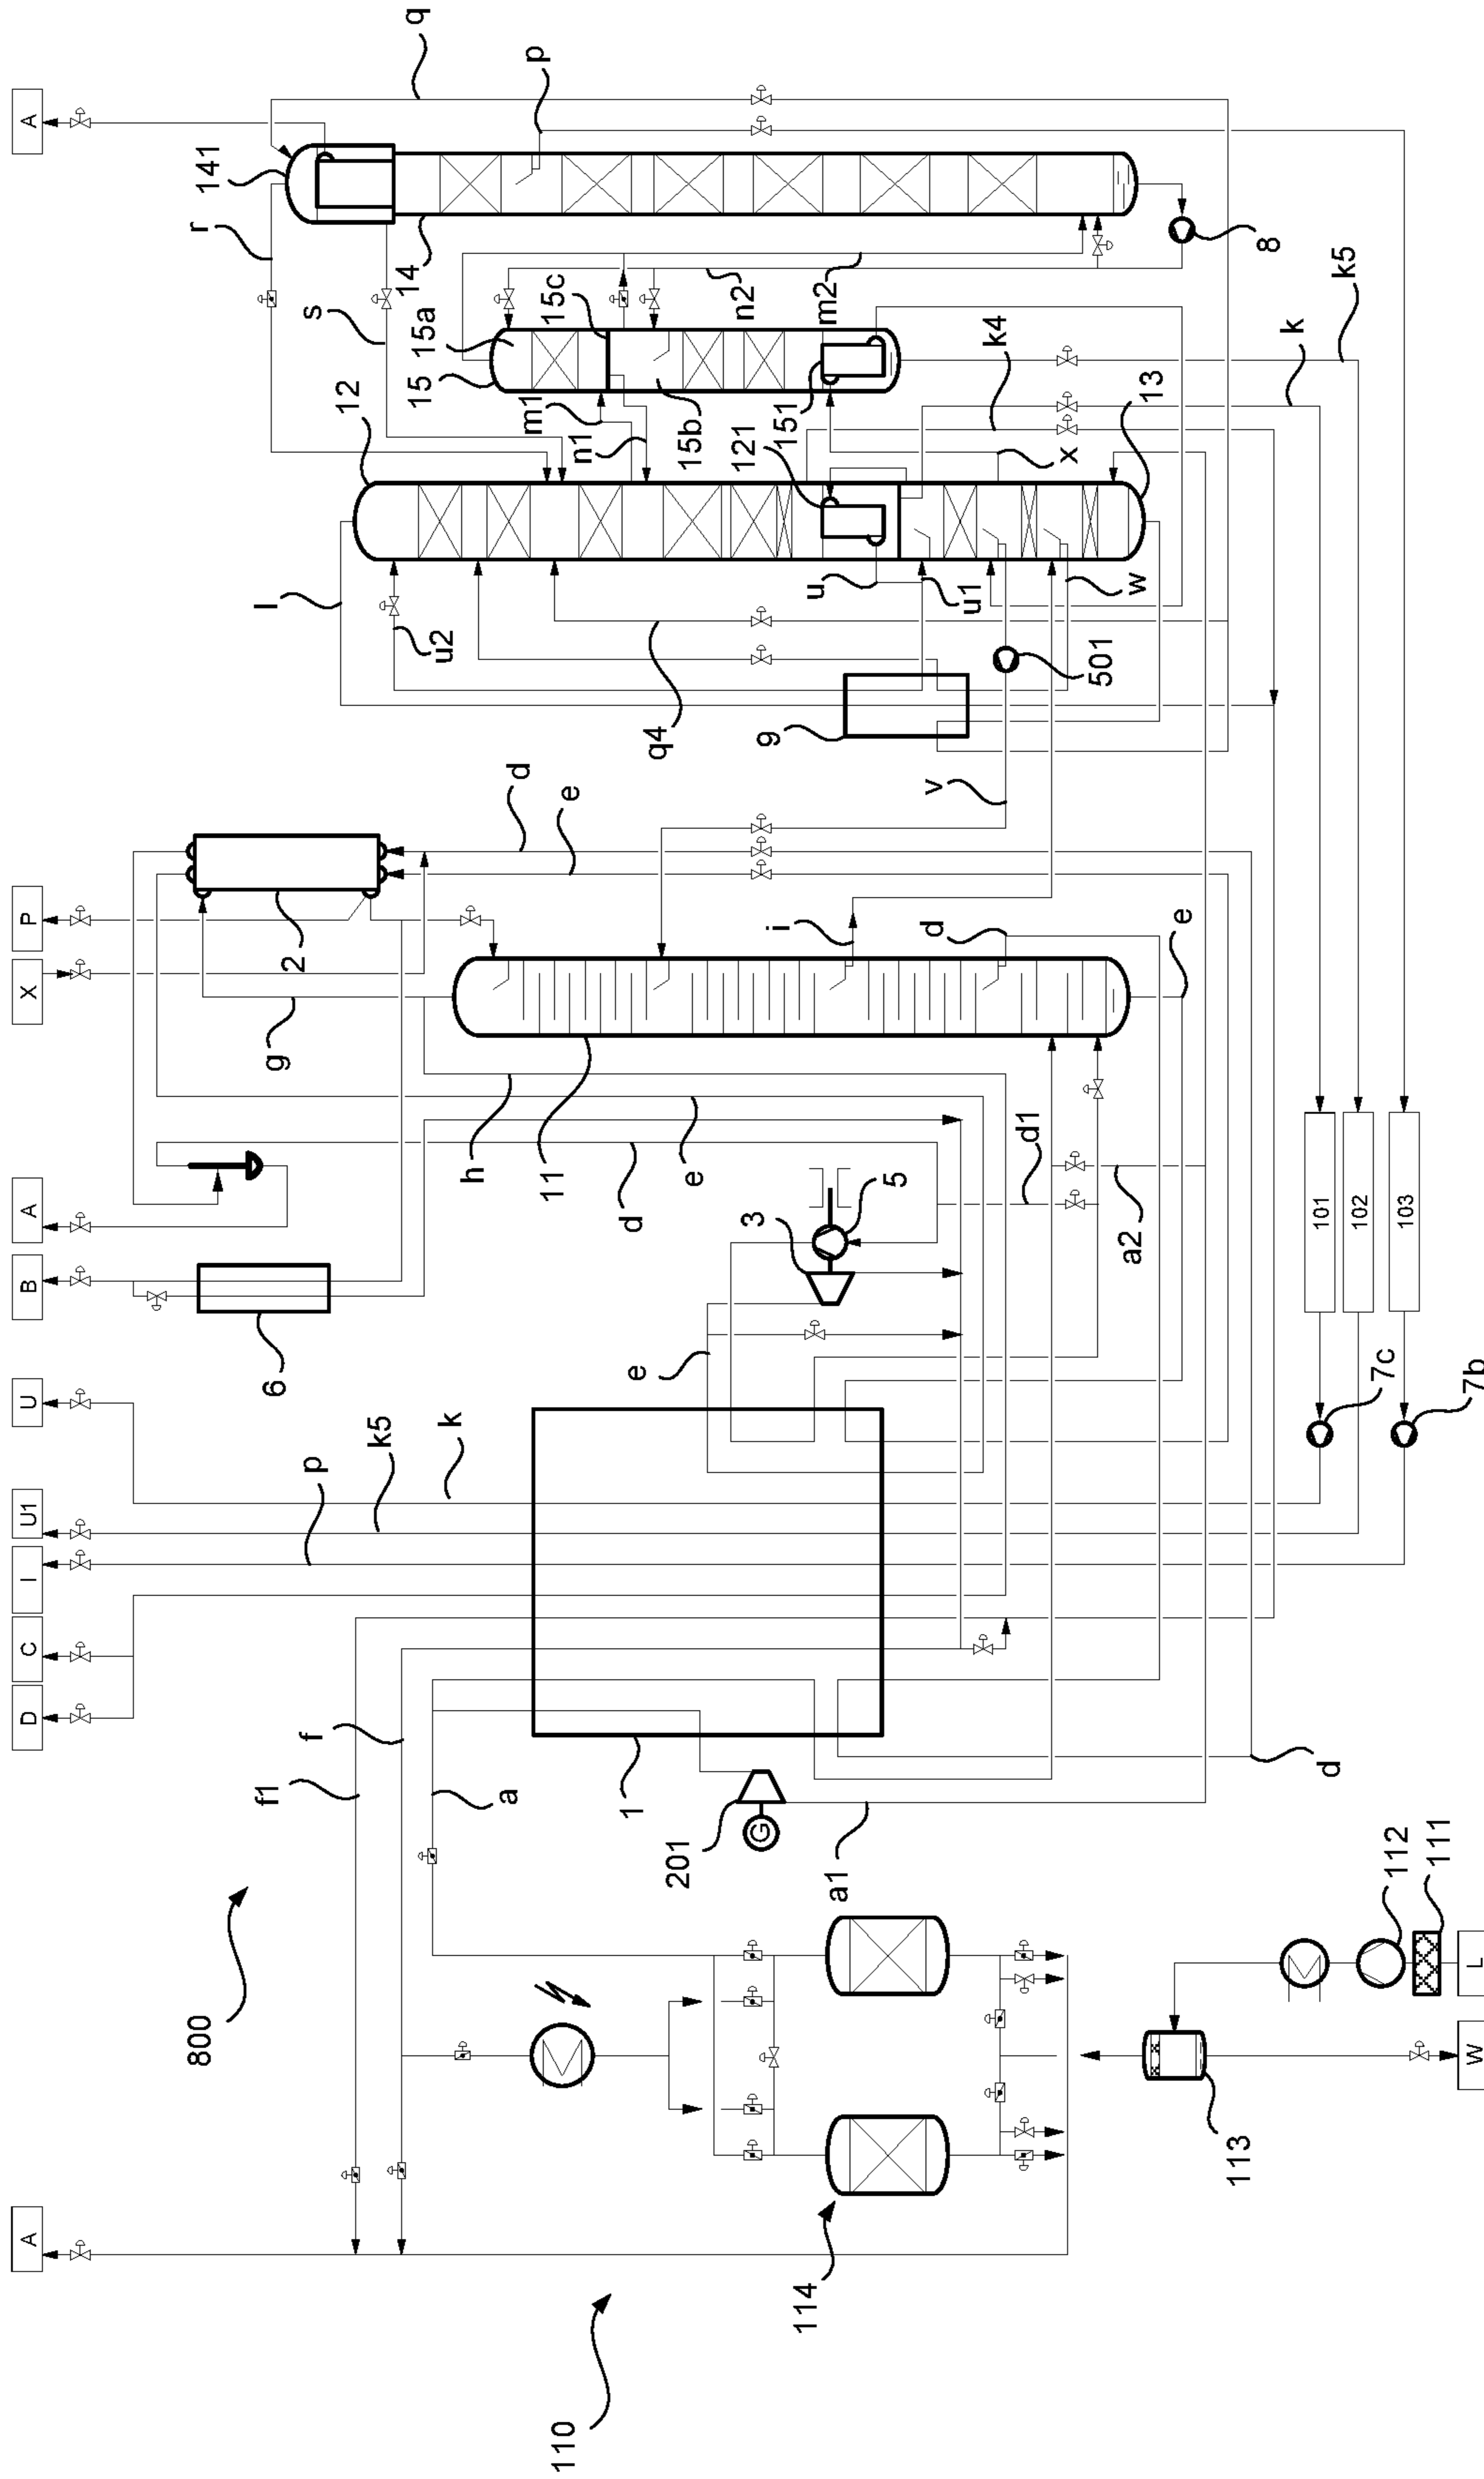 A
P
X
A
B
U
U1
I
C
D
A
q
p
141
r
14
s
8
15a
15c
n2
m2
k5
15
k4
k
12
m1
n1
15b
151
121
x
13
l
u
u1
w
u2
501
9
q4
v
d
e
2
i
d
e
g
11
h
e
d1
d
3
5
a2
101
102
103
6
e
7c
7b
k
k5
p
f
f1
a
1
201
G
a1
d
800
112
111
L
W
113
114
110